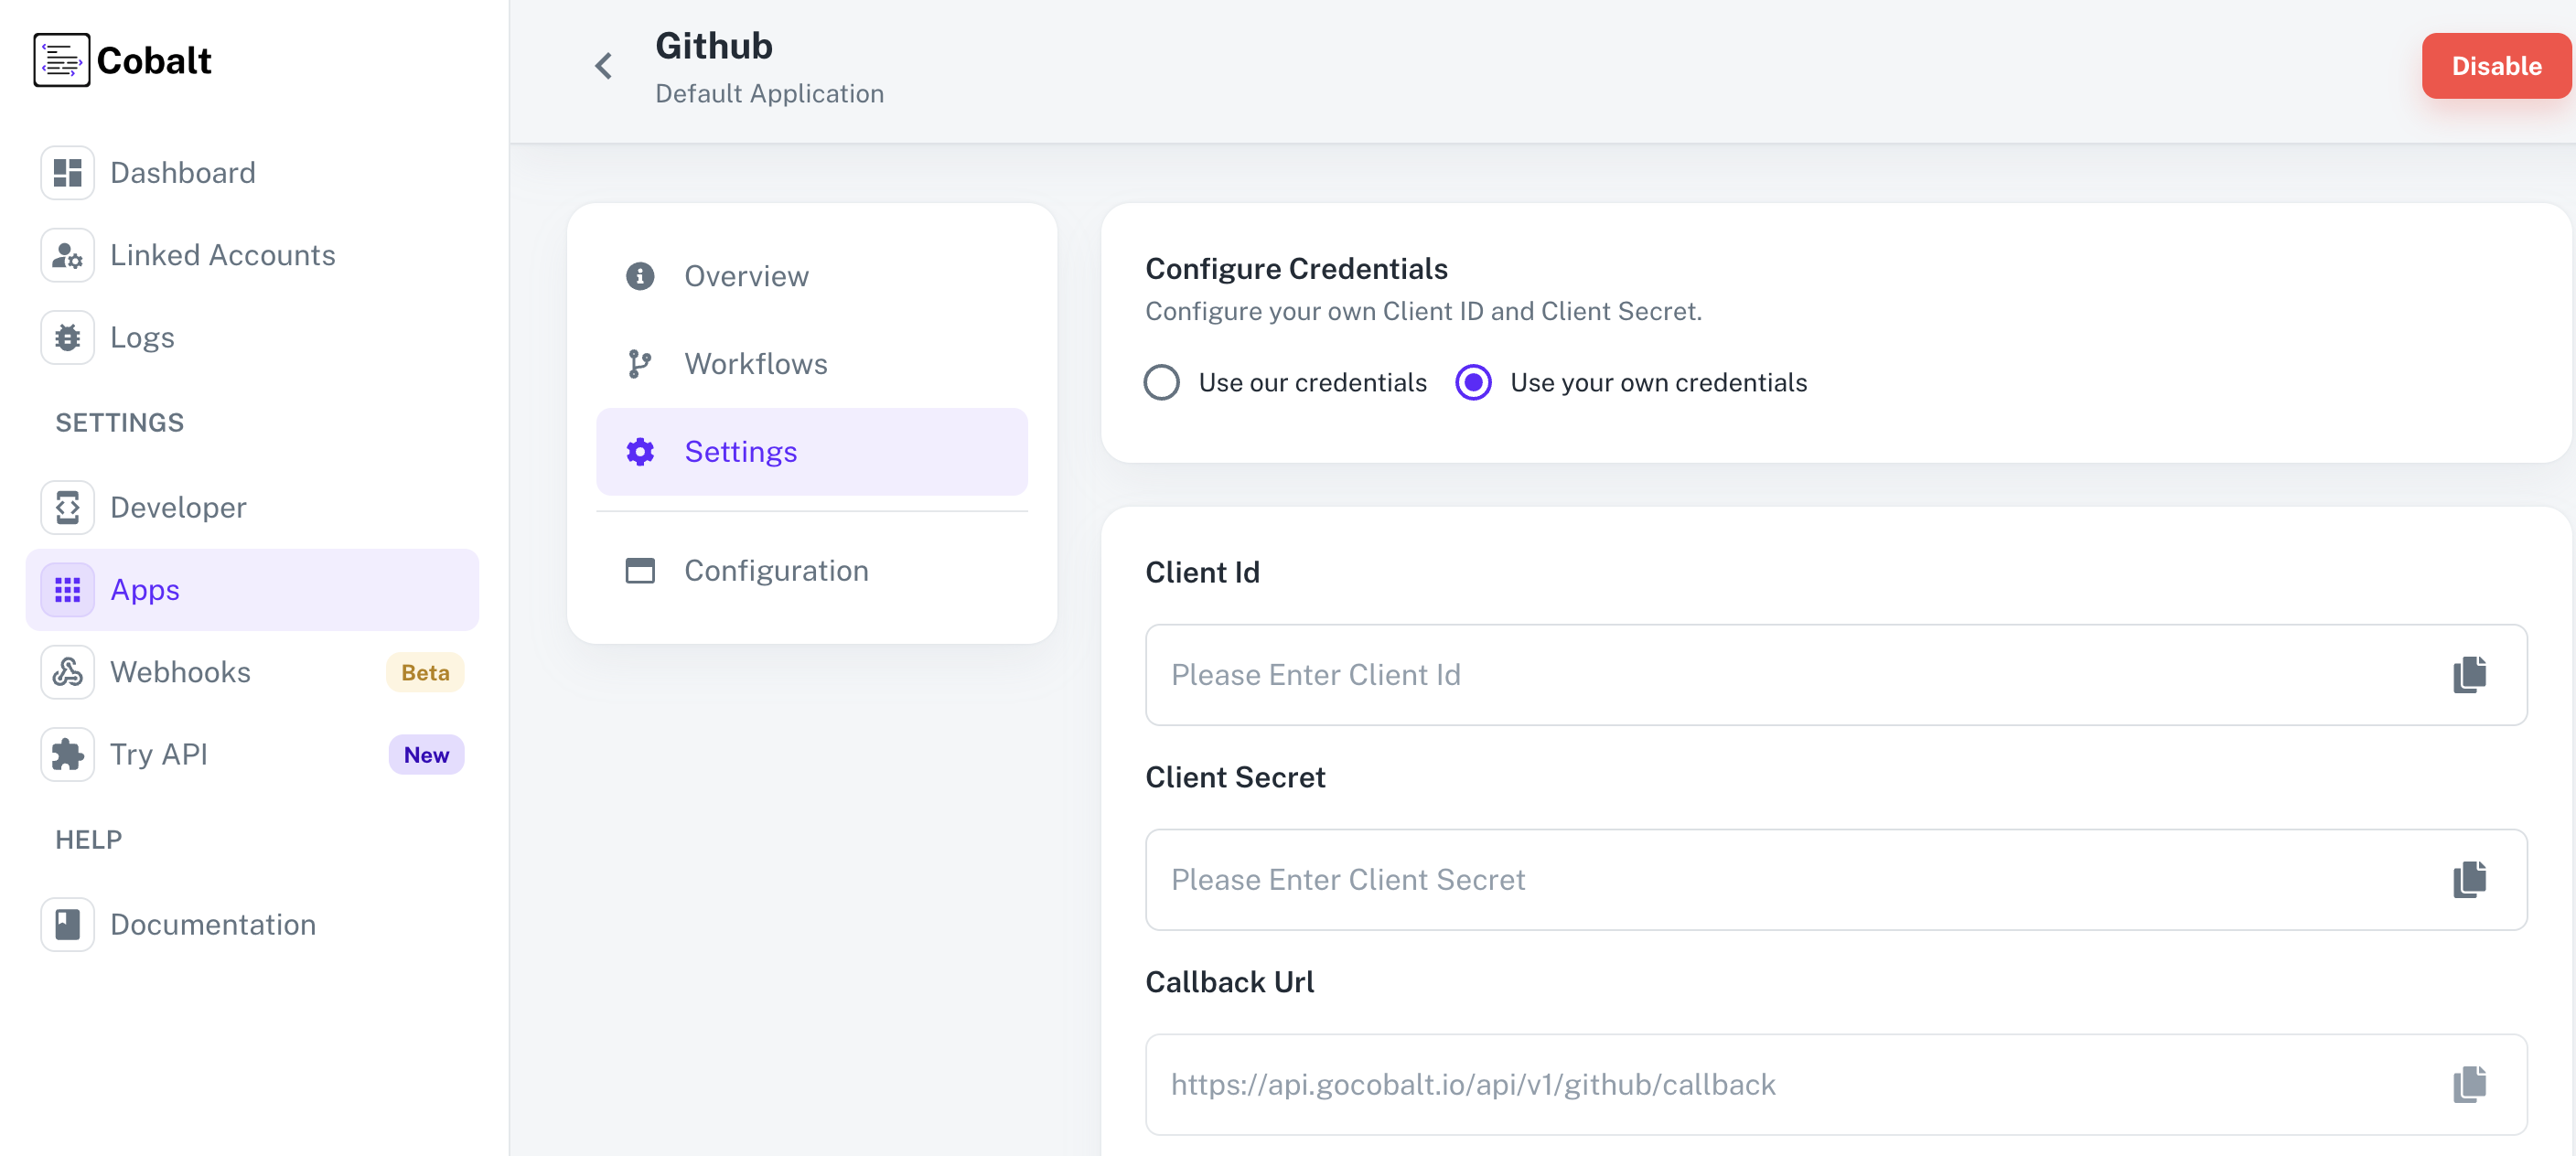 Cobalt
Dashboard
Linked Accounts
Logs
SETTINGS
Developer
Apps
Webhooks Beta
Try API New
HELP
Documentation
Github
Default Application
Disable
Overview
Workflows
Settings
Configuration
Configure Credentials
Configure your own Client ID and Client Secret.
Use our credentials Use your own credentials
Client Id
Please Enter Client Id
Client Secret
Please Enter Client Secret
Callback Url
https://api.gocobalt.io/api/v1/github/callback